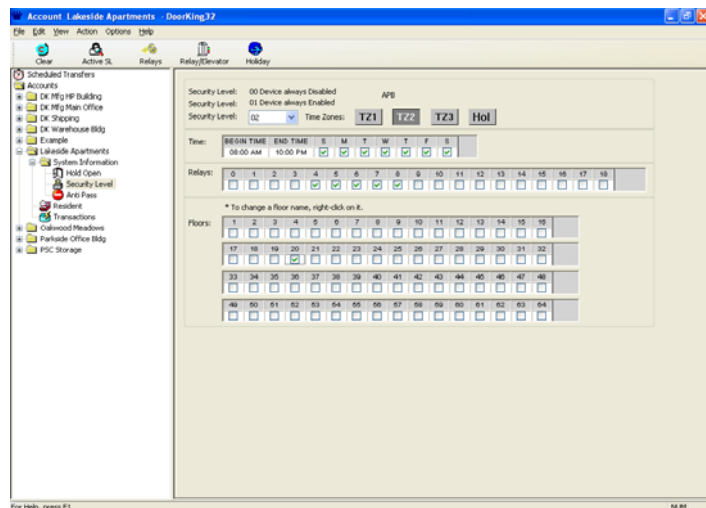 Account Lakeside Apartments - DoorKing32
File Edit View Action Options Help
Clear Active SL Relays Relay/Elevator Holiday
Scheduled Transfers
Accounts
DK Mfg HP Building
DK Mfg Main Office
DK Shipping
DK Warehouse Bldg
Example
Lakeside Apartments
System Information
Hold Open
Security Level
Anti Pass
Resident
Transactions
Oakwood Meadows
Parkside Office Bldg
PSC Storage
Security Level: 00 Device always Disabled
APB
Security Level: 01 Device always Enabled
Security Level: 02 Time Zones: TZ1 TZ2 TZ3 Hol
Time: BEGIN TIME END TIME S M T W T F S
08:00 AM 10:00 PM
Relays: 0 1 2 3 4 5 6 7 8 9 10 11 12 13 14 15 16 17 18
* To change a floor name, right-click on it.
Floors: 1 2 3 4 5 6 7 8 9 10 11 12 13 14 15 16
17 18 19 20 21 22 23 24 25 26 27 28 29 30 31 32
33 34 35 36 37 38 39 40 41 42 43 44 45 46 47 48
49 50 51 52 53 54 55 56 57 58 59 60 61 62 63 64
For Help, press F1
NUM